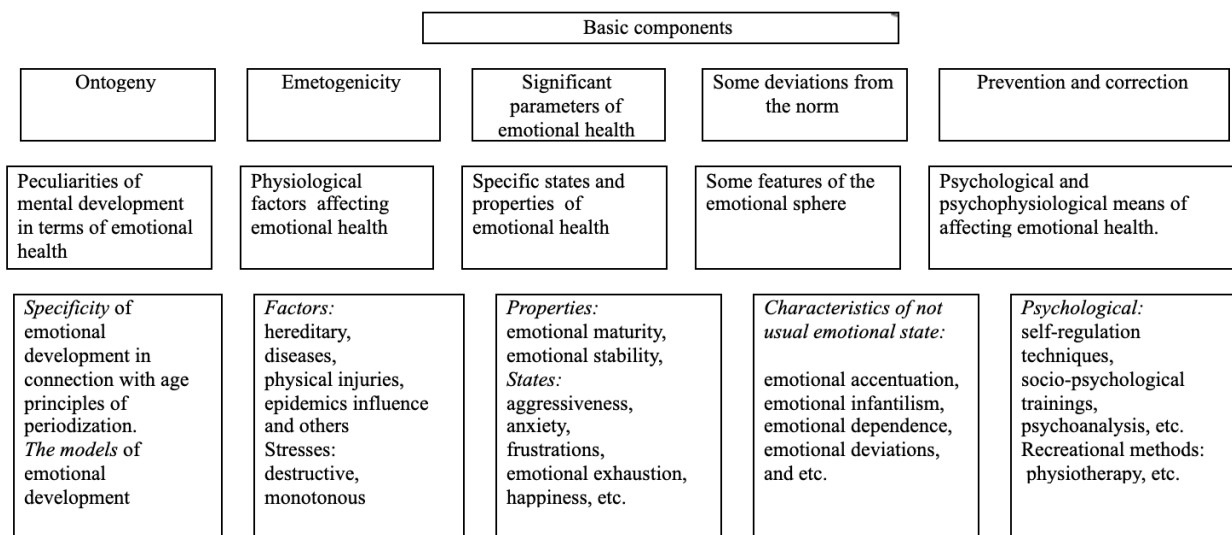 Basic components
Ontogeny
Emetogenicity
Significant
parameters of
emotional health
Some deviations from
the norm
Prevention and correction
Peculiarities of
mental development
in terms of emotional
health
Physiological
factors affecting
emotional health
Specific states and
properties of
emotional health
Some features of the
emotional sphere
Psychological and
psychophysiological means of
affecting emotional health.
Specificity of
emotional
development in
connection with age
principles of
periodization.
The models of
emotional
development
Factors:
hereditary,
diseases,
physical injuries,
epidemics influence
and others
Stresses:
destructive,
monotonous
Properties:
emotional maturity,
emotional stability,
States:
aggressiveness,
anxiety,
frustrations,
emotional exhaustion,
happiness, etc.
Characteristics of not
usual emotional state:
emotional accentuation,
emotional infantilism,
emotional dependence,
emotional deviations,
and etc.
Psychological:
self-regulation
techniques,
socio-psychological
trainings,
psychoanalysis, etc.
Recreational methods:
physiotherapy, etc.